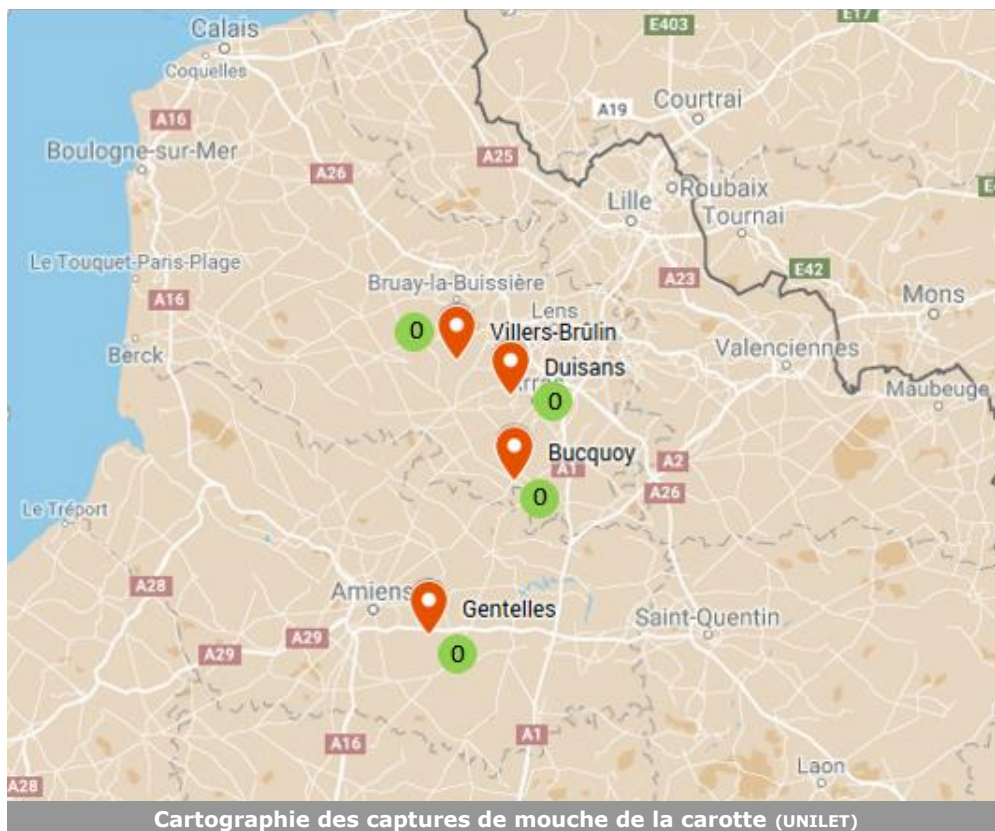 E403
E17
Calais
Coquelles
A16
A19
Courtrai
Boulogne-sur-Mer
A25
A26
Roubaix
Lille
Tournai
Le Touquet-Paris-Plage
A23
E42
Bruay-la-Buissière
A16
Mons
0
Villers-Brûlin
Lens
Berck
Valenciennes
Duisans
Maubeuge
0
Bucquoy
A1
A2
0
A26
Le Tréport
A28
Amiens
Gentelles
Saint-Quentin
A29
A29
0
A16
A1
Laon
A28
Cartographie des captures de mouche de la carotte (UNILET)